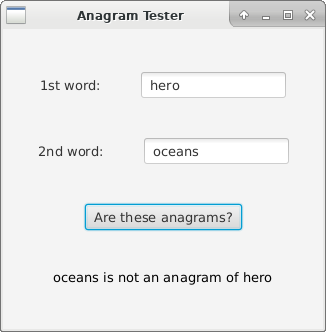 Anagram Tester
1st word: hero
2nd word: oceans
Are these anagrams?
oceans is not an anagram of hero